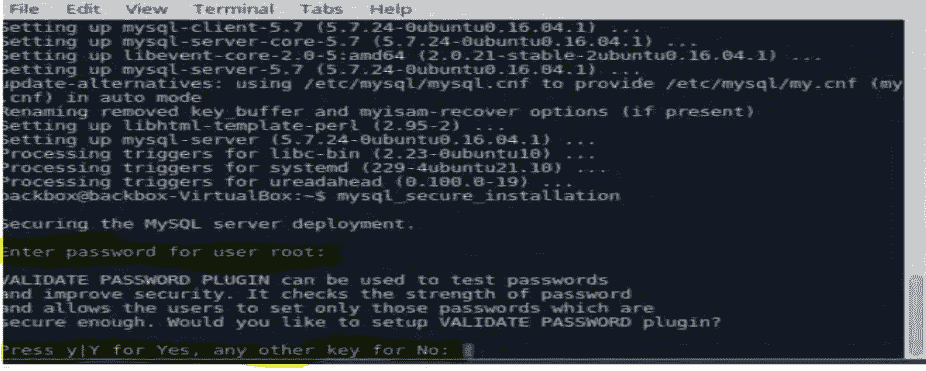 File Edit View Terminal Tabs Help
Setting up mysql-client-5.7 (5.7.24-0ubuntu0.16.04.1) ...
Setting up mysql-server-core-5.7 (5.7.24-0ubuntu0.16.04.1) ...
Setting up libevent-core-2.0-5:amd64 (2.0.21-stable-2ubuntu0.16.04.1) ...
Setting up mysql-server-5.7 (5.7.24-0ubuntu0.16.04.1) ...
update-alternatives: using /etc/mysql/mysql.cnf to provide /etc/mysql/my.cnf (my
.cnf) in auto mode
Renaming removed key_buffer and myisam-recover options (if present)
Setting up libhtml-template-perl (2.95-2) ...
Setting up mysql-server (5.7.24-0ubuntu0.16.04.1) ...
Processing triggers for libc-bin (2.23-0ubuntu10) ...
Processing triggers for systemd (229-4ubuntu21.10) ...
Processing triggers for ureadahead (0.100.0-19) ...
backbox@backbox-VirtualBox:~$ mysql_secure_installation
Securing the MySQL server deployment.
Enter password for user root:
VALIDATE PASSWORD PLUGIN can be used to test passwords
and improve security. It checks the strength of password
and allows the users to set only those passwords which are
secure enough. Would you like to setup VALIDATE PASSWORD plugin?
Press y|Y for Yes, any other key for No: